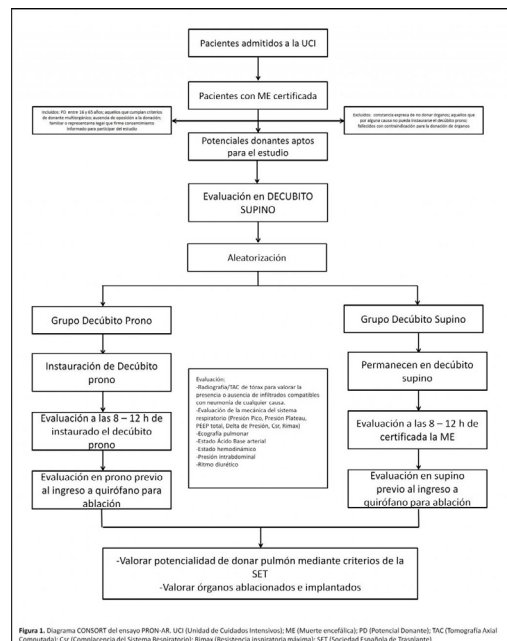 Pacientes admitidos a la UCI
Pacientes con ME certificada
Incluidos: PD entre 16 y 65 años; aquellos que cumplan criterios
de donante multiorgánico; ausencia de oposición a la donación;
familiar o representante legal que firma consentimiento
informado para participar del estudio
Excluidos: constancia expresa de no donar órganos; aquellos que
por alguna causa no pueda instaurarse el decúbito prono;
fallecidos con contraindicación para la donación de órganos
Potenciales donantes aptos
para el estudio
Evaluación en DECUBITO
SUPINO
Aleatorización
Grupo Decúbito Prono
Grupo Decúbito Supino
Instauración de Decúbito
prono
Permanecen en decúbito
supino
Evaluación:
-Radiografía/TAC de tórax para valorar la
presencia o ausencia de infiltrados compatibles
con neumonía de cualquier causa.
-Evaluación de la mecánica del sistema
respiratorio (Presión Pico, Presión Plateau,
PEEP total, Delta de Presión, Csr, Rimax)
-Ecografía pulmonar
-Estado Ácido Base arterial
-Estado hemodinámico
-Presión intrabdominal
-Ritmo diurético
Evaluación a las 8 – 12 h de
instaurado el decúbito
prono
Evaluación a las 8 – 12 h de
certificada la ME
Evaluación en prono previo
al ingreso a quirófano para
ablación
Evaluación en supino
previo al ingreso a
quirófano para ablación
-Valorar potencialidad de donar pulmón mediante criterios de la
SET
-Valorar órganos ablacionados e implantados
Figura 1. Diagrama CONSORT del ensayo PRON-AR. UCI (Unidad de Cuidados Intensivos); ME (Muerte encefálica); PD (Potencial Donante); TAC (Tomografía Axial
Computada); Csr (Complacencia del Sistema Respiratorio); Rimax (Resistencia inspiratoria máxima); SET (Sociedad Española de Trasplante)